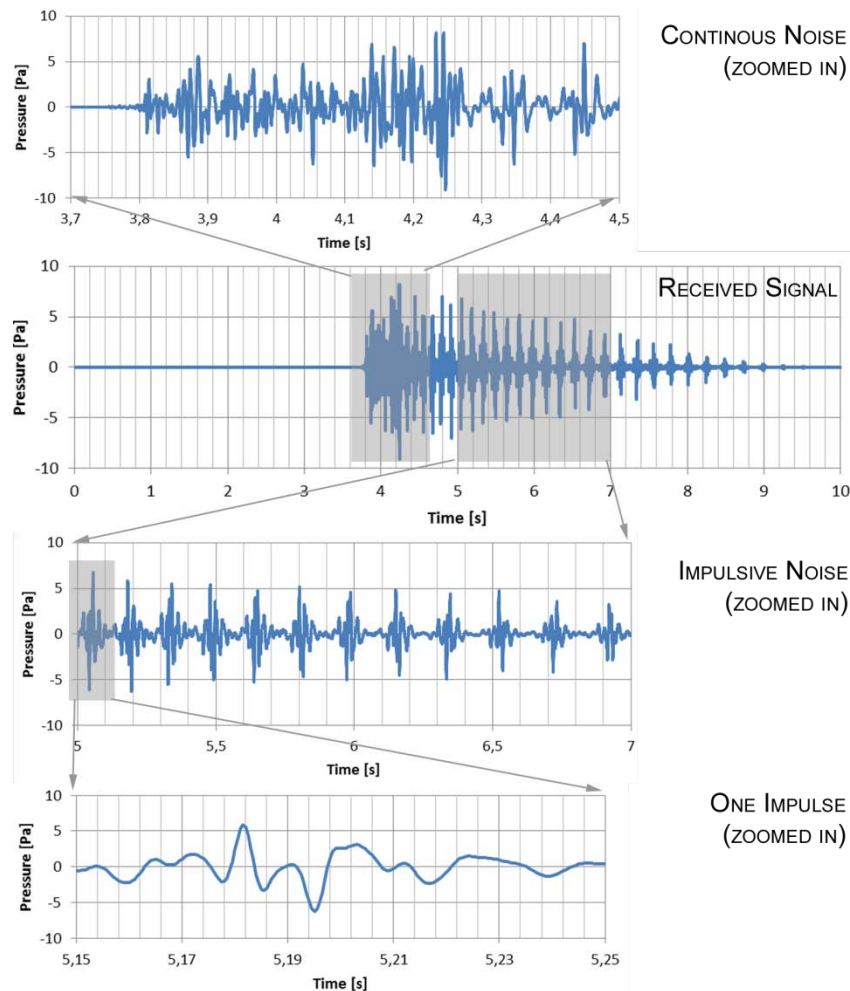 CONTINOUS NOISE
(ZOOMED IN)
Pressure [Pa]
10
5
0
-5
-10
3,7 3,8 3,9 4 4,1 4,2 4,3 4,4 4,5
Time [s]
RECEIVED SIGNAL
Pressure [Pa]
10
5
0
-5
-10
0 1 2 3 4 5 6 7 8 9 10
Time [s]
IMPULSIVE NOISE
(ZOOMED IN)
Pressure [Pa]
10
5
0
-5
-10
5 5,5 6 6,5 7
Time [s]
ONE IMPULSE
(ZOOMED IN)
Pressure [Pa]
10
5
0
-5
-10
5,15 5,17 5,19 5,21 5,23 5,25
Time [s]